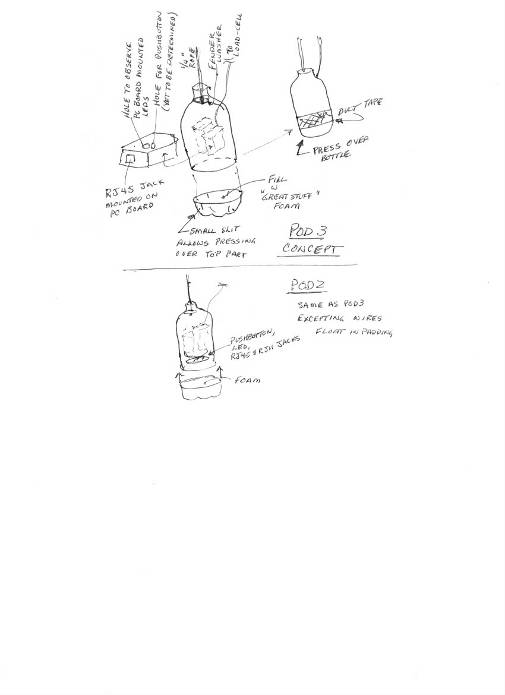 HOLE TO OBSERVE
PC BOARD MOUNTED
LEDS
HOLE FOR PUSHBUTTON
(YET TO BE DETERMINED)
1/4"
ROPE
FENDER
WASHER
TO
LOAD-CELL
DUCT TAPE
PRESS OVER
BOTTLE
RJ45 JACK
MOUNTED ON
PC BOARD
FILL
W
"GREAT STUFF"
FOAM
SMALL SLIT
ALLOWS PRESSING
OVER TOP PART
POD 3
CONCEPT
POD2
SAME AS POD3
EXCEPTING WIRES
FLOAT IN PADDING
PUSHBUTTON,
LED,
RJ45 & RJ11 JACKS
FOAM